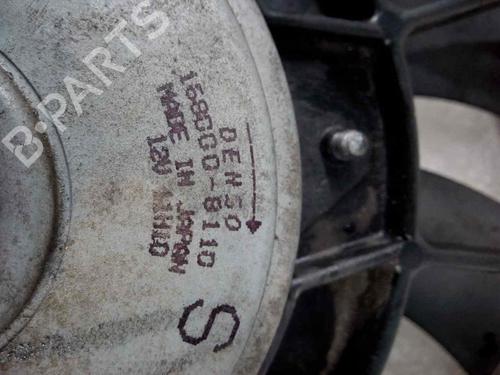 B-PARTS
DENSO
168000-8110
MADE IN JAPAN
12V
S